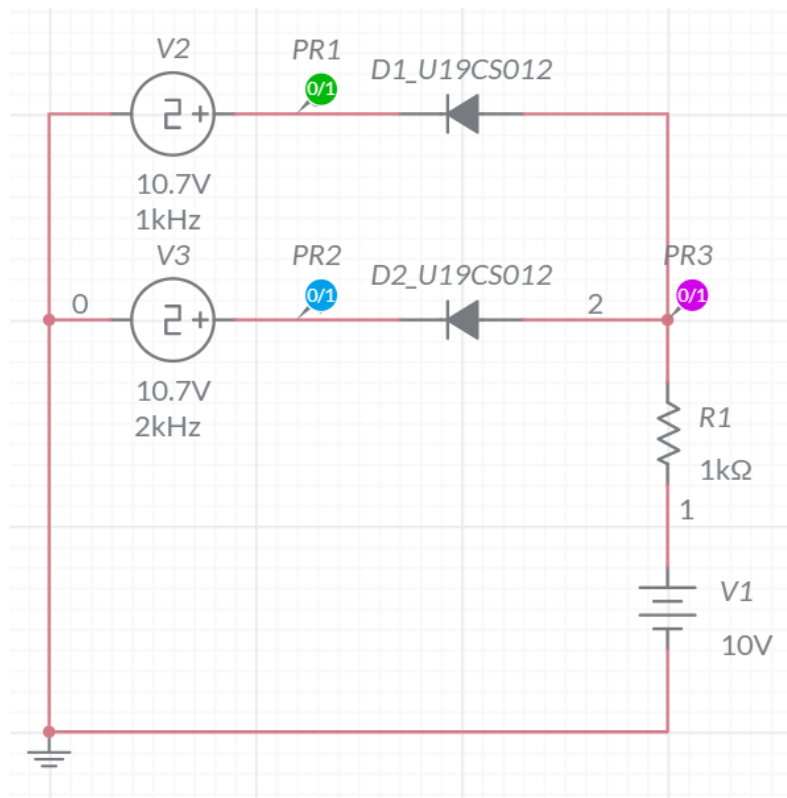 V2
PR1
0/1
D1_U19CS012
10.7V
1kHz
V3
PR2
0/1
D2_U19CS012
PR3
0/1
0
2
10.7V
2kHz
R1
1kΩ
1
V1
10V